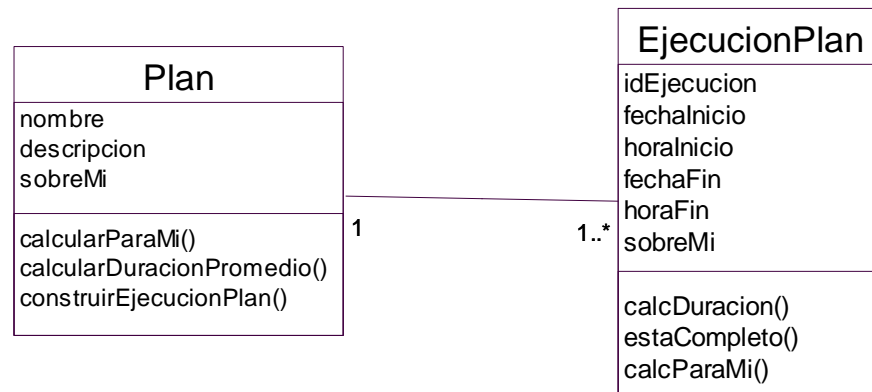 Plan
nombre
descripcion
sobreMi
calcularParaMi()
calcularDuracionPromedio()
construirEjecucionPlan()
1
1..*
EjecucionPlan
idEjecucion
fechaInicio
horaInicio
fechaFin
horaFin
sobreMi
calcDuracion()
estaCompleto()
calcParaMi()